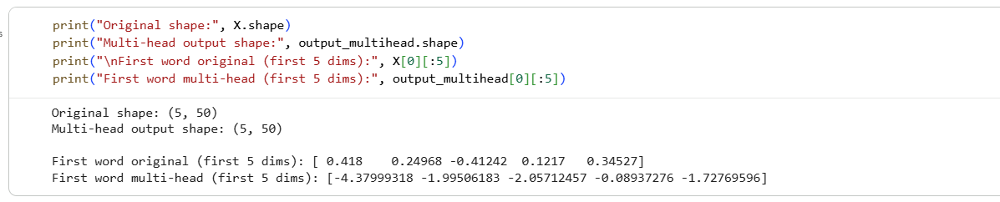 print("Original shape:", X.shape)
print("Multi-head output shape:", output_multihead.shape)
print("\nFirst word original (first 5 dims):", X[0][:5])
print("First word multi-head (first 5 dims):", output_multihead[0][:5])
Original shape: (5, 50)
Multi-head output shape: (5, 50)
First word original (first 5 dims): [ 0.418    0.24968 -0.41242  0.1217   0.34527]
First word multi-head (first 5 dims): [-4.37999318 -1.99506183 -2.05712457 -0.08937276 -1.72769596]